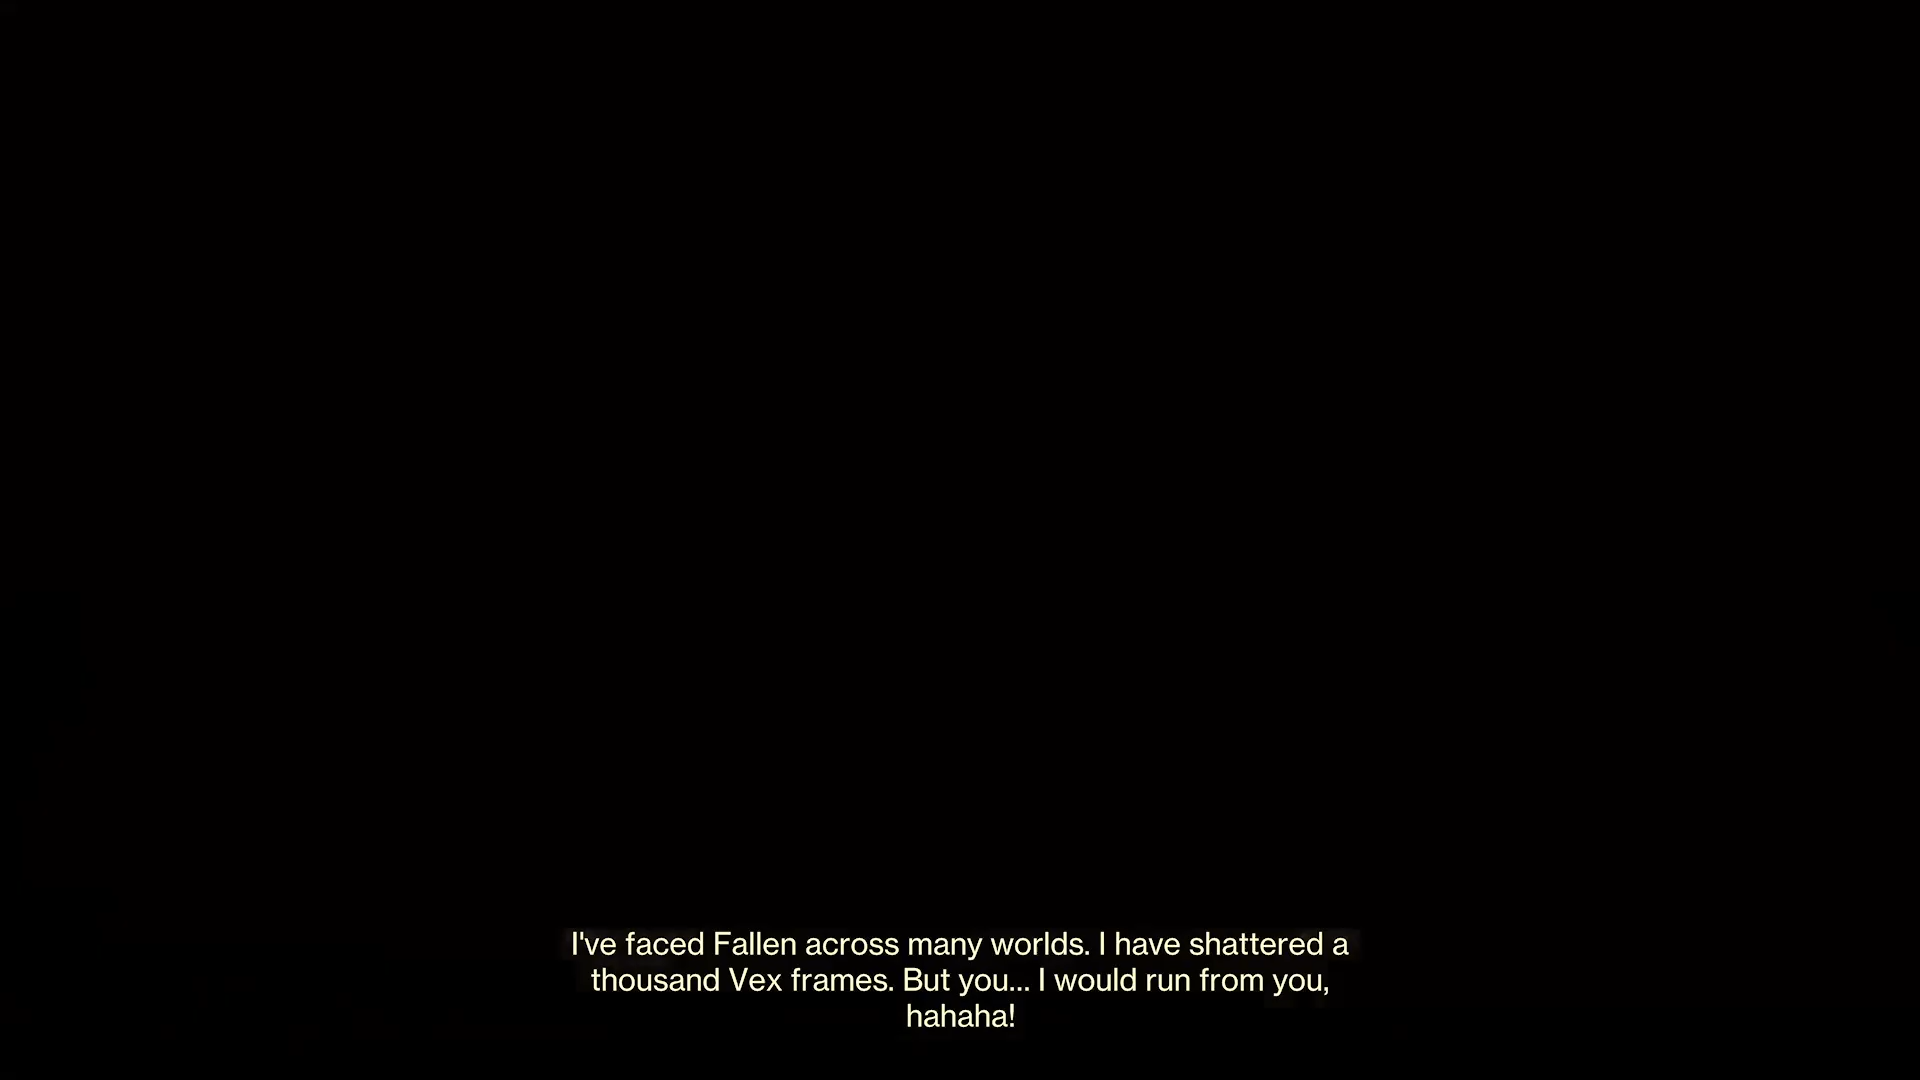 I've faced Fallen across many worlds. I have shattered a
thousand Vex frames. But you... I would run from you,
hahaha!